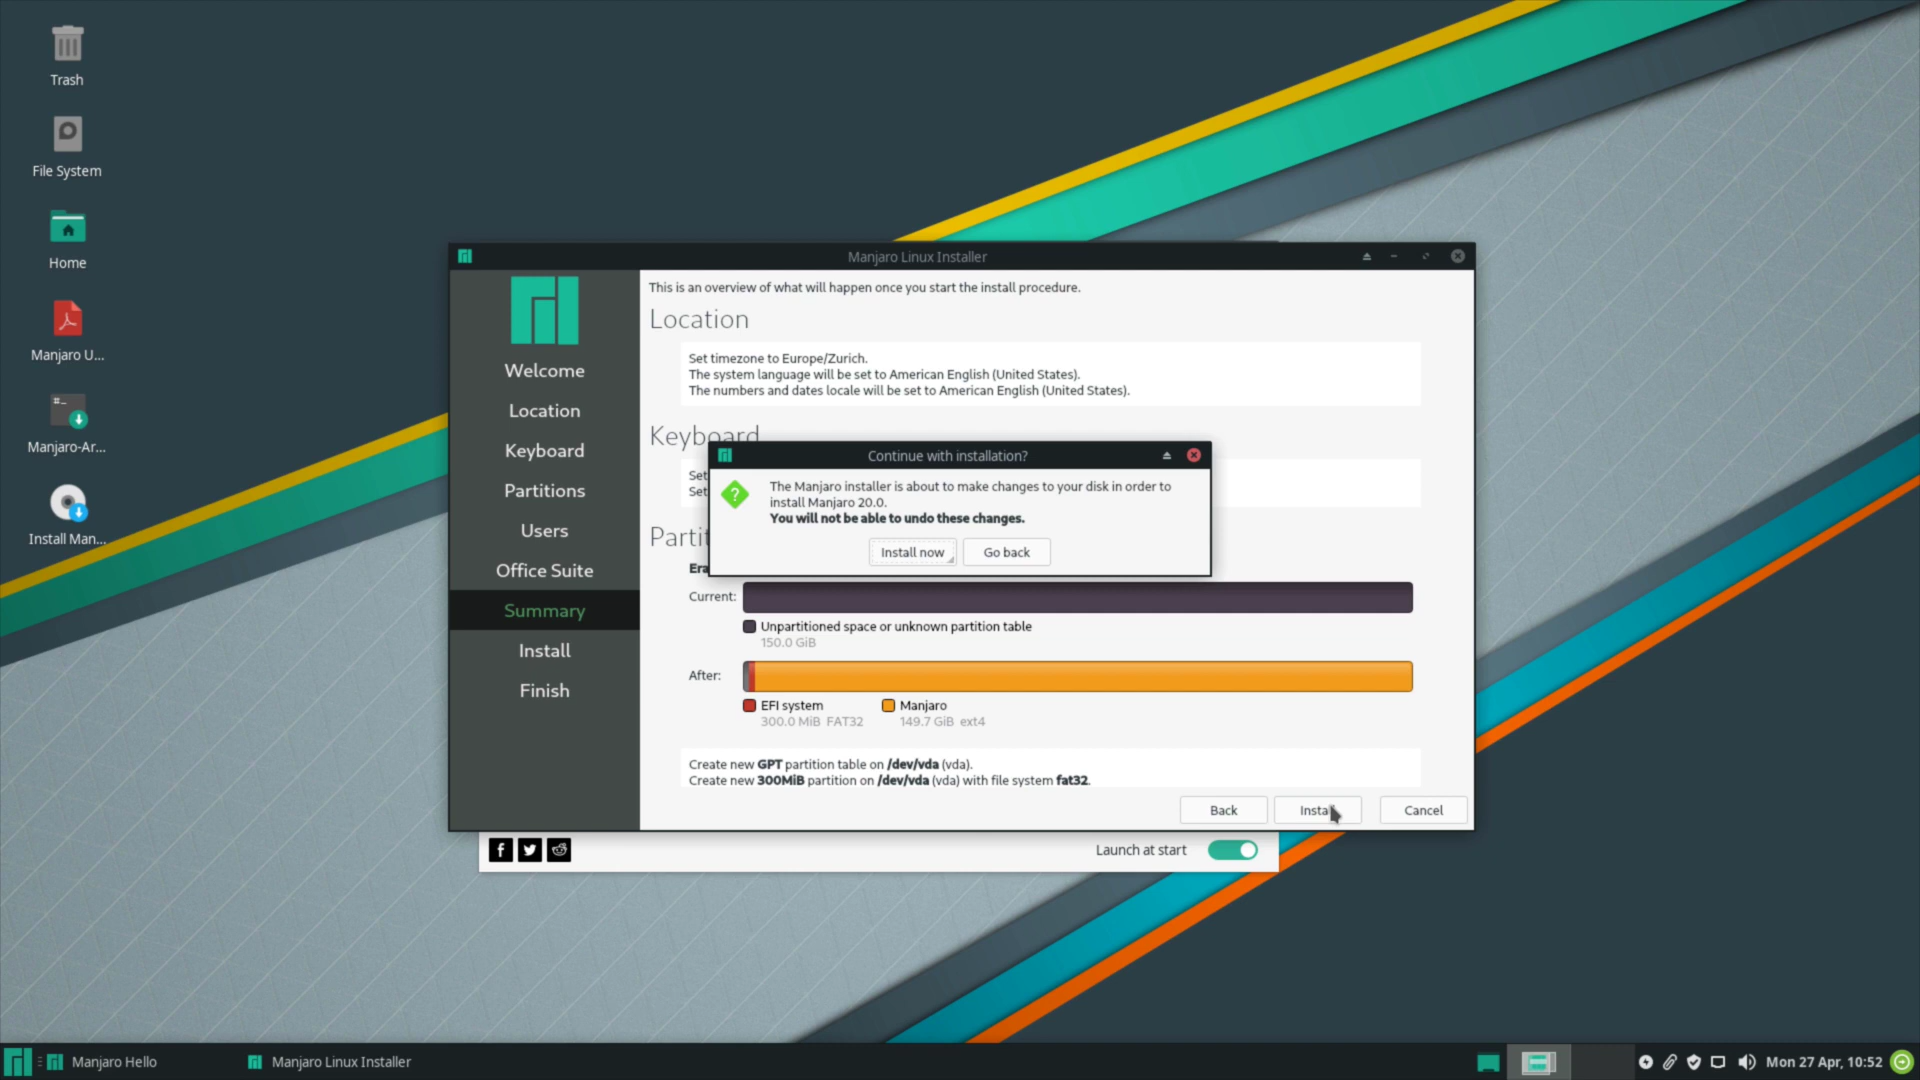 Trash
File System
Home
Manjaro U...
Manjaro-Ar...
Install Man...
Manjaro Linux Installer
Welcome
Location
Keyboard
Partitions
Users
Office Suite
Summary
Install
Finish
This is an overview of what will happen once you start the install procedure.
Location
Set timezone to Europe/Zurich.
The system language will be set to American English (United States).
The numbers and dates locale will be set to American English (United States).
Keyboard
Set
Set
Continue with installation?
The Manjaro installer is about to make changes to your disk in order to
install Manjaro 20.0.
You will not be able to undo these changes.
Install now Go back
Current:
Unpartitioned space or unknown partition table
150.0 GiB
After:
EFI system Manjaro
300.0 MiB FAT32 149.7 GiB ext4
Create new GPT partition table on /dev/vda (vda).
Create new 300MiB partition on /dev/vda (vda) with file system fat32.
Back Install Cancel
Launch at start
Manjaro Hello Manjaro Linux Installer Mon 27 Apr, 10:52